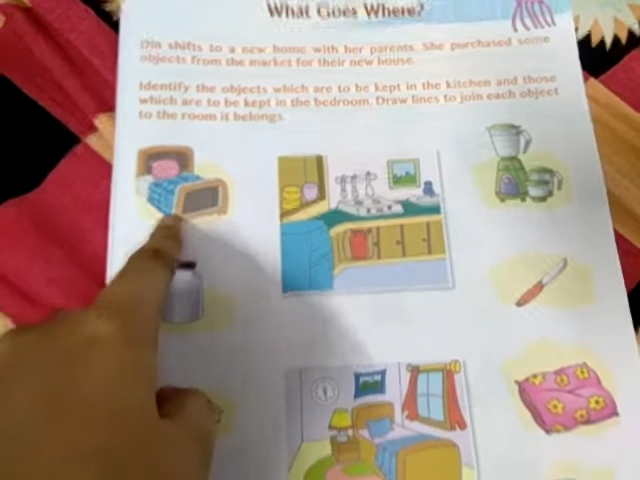 What Goes Where?
Dia shifts to a new home with her parents. She purchased some
objects from the market for their new house.
Identify the objects which are to be kept in the kitchen and those
which are to be kept in the bedroom. Draw lines to join each object
to the room it belongs.